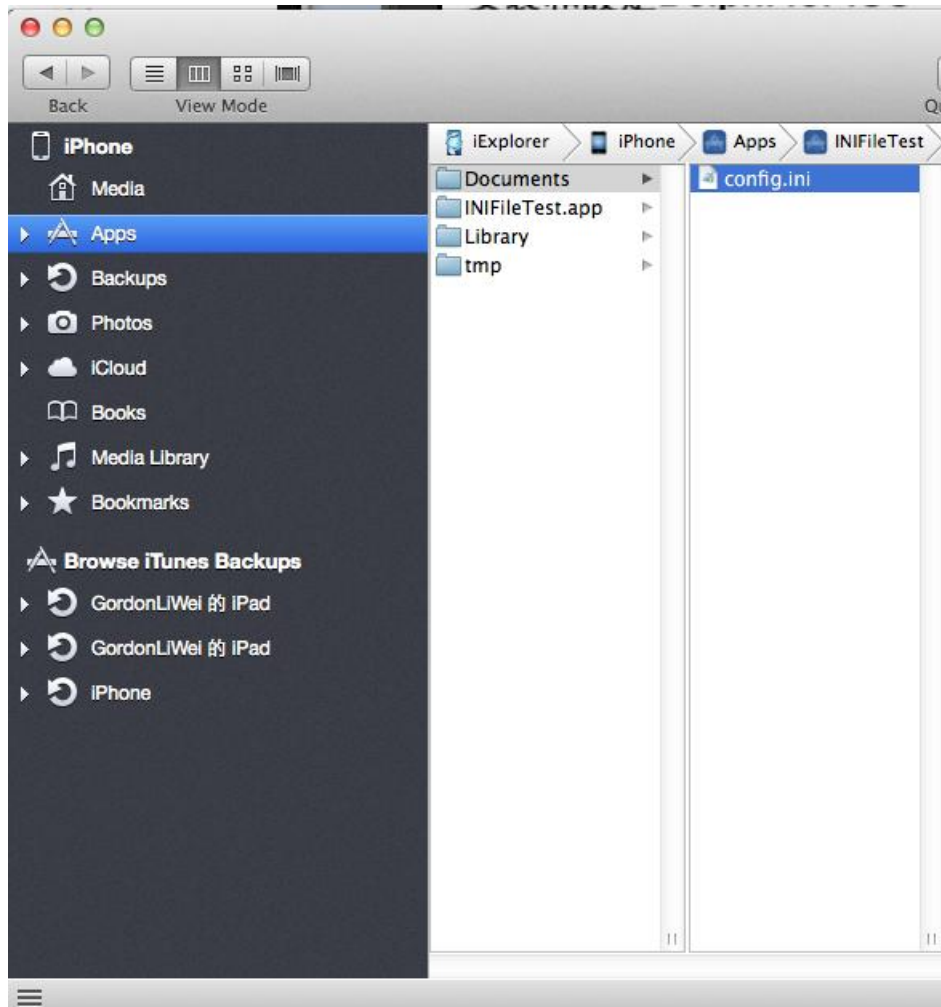 Back
View Mode
iPhone
Media
Apps
Backups
Photos
iCloud
Books
Media Library
Bookmarks
Browse iTunes Backups
GordonLiWei 的 iPad
GordonLiWei 的 iPad
iPhone
iExplorer iPhone Apps INIFileTest
Documents
INIFileTest.app
Library
tmp
config.ini